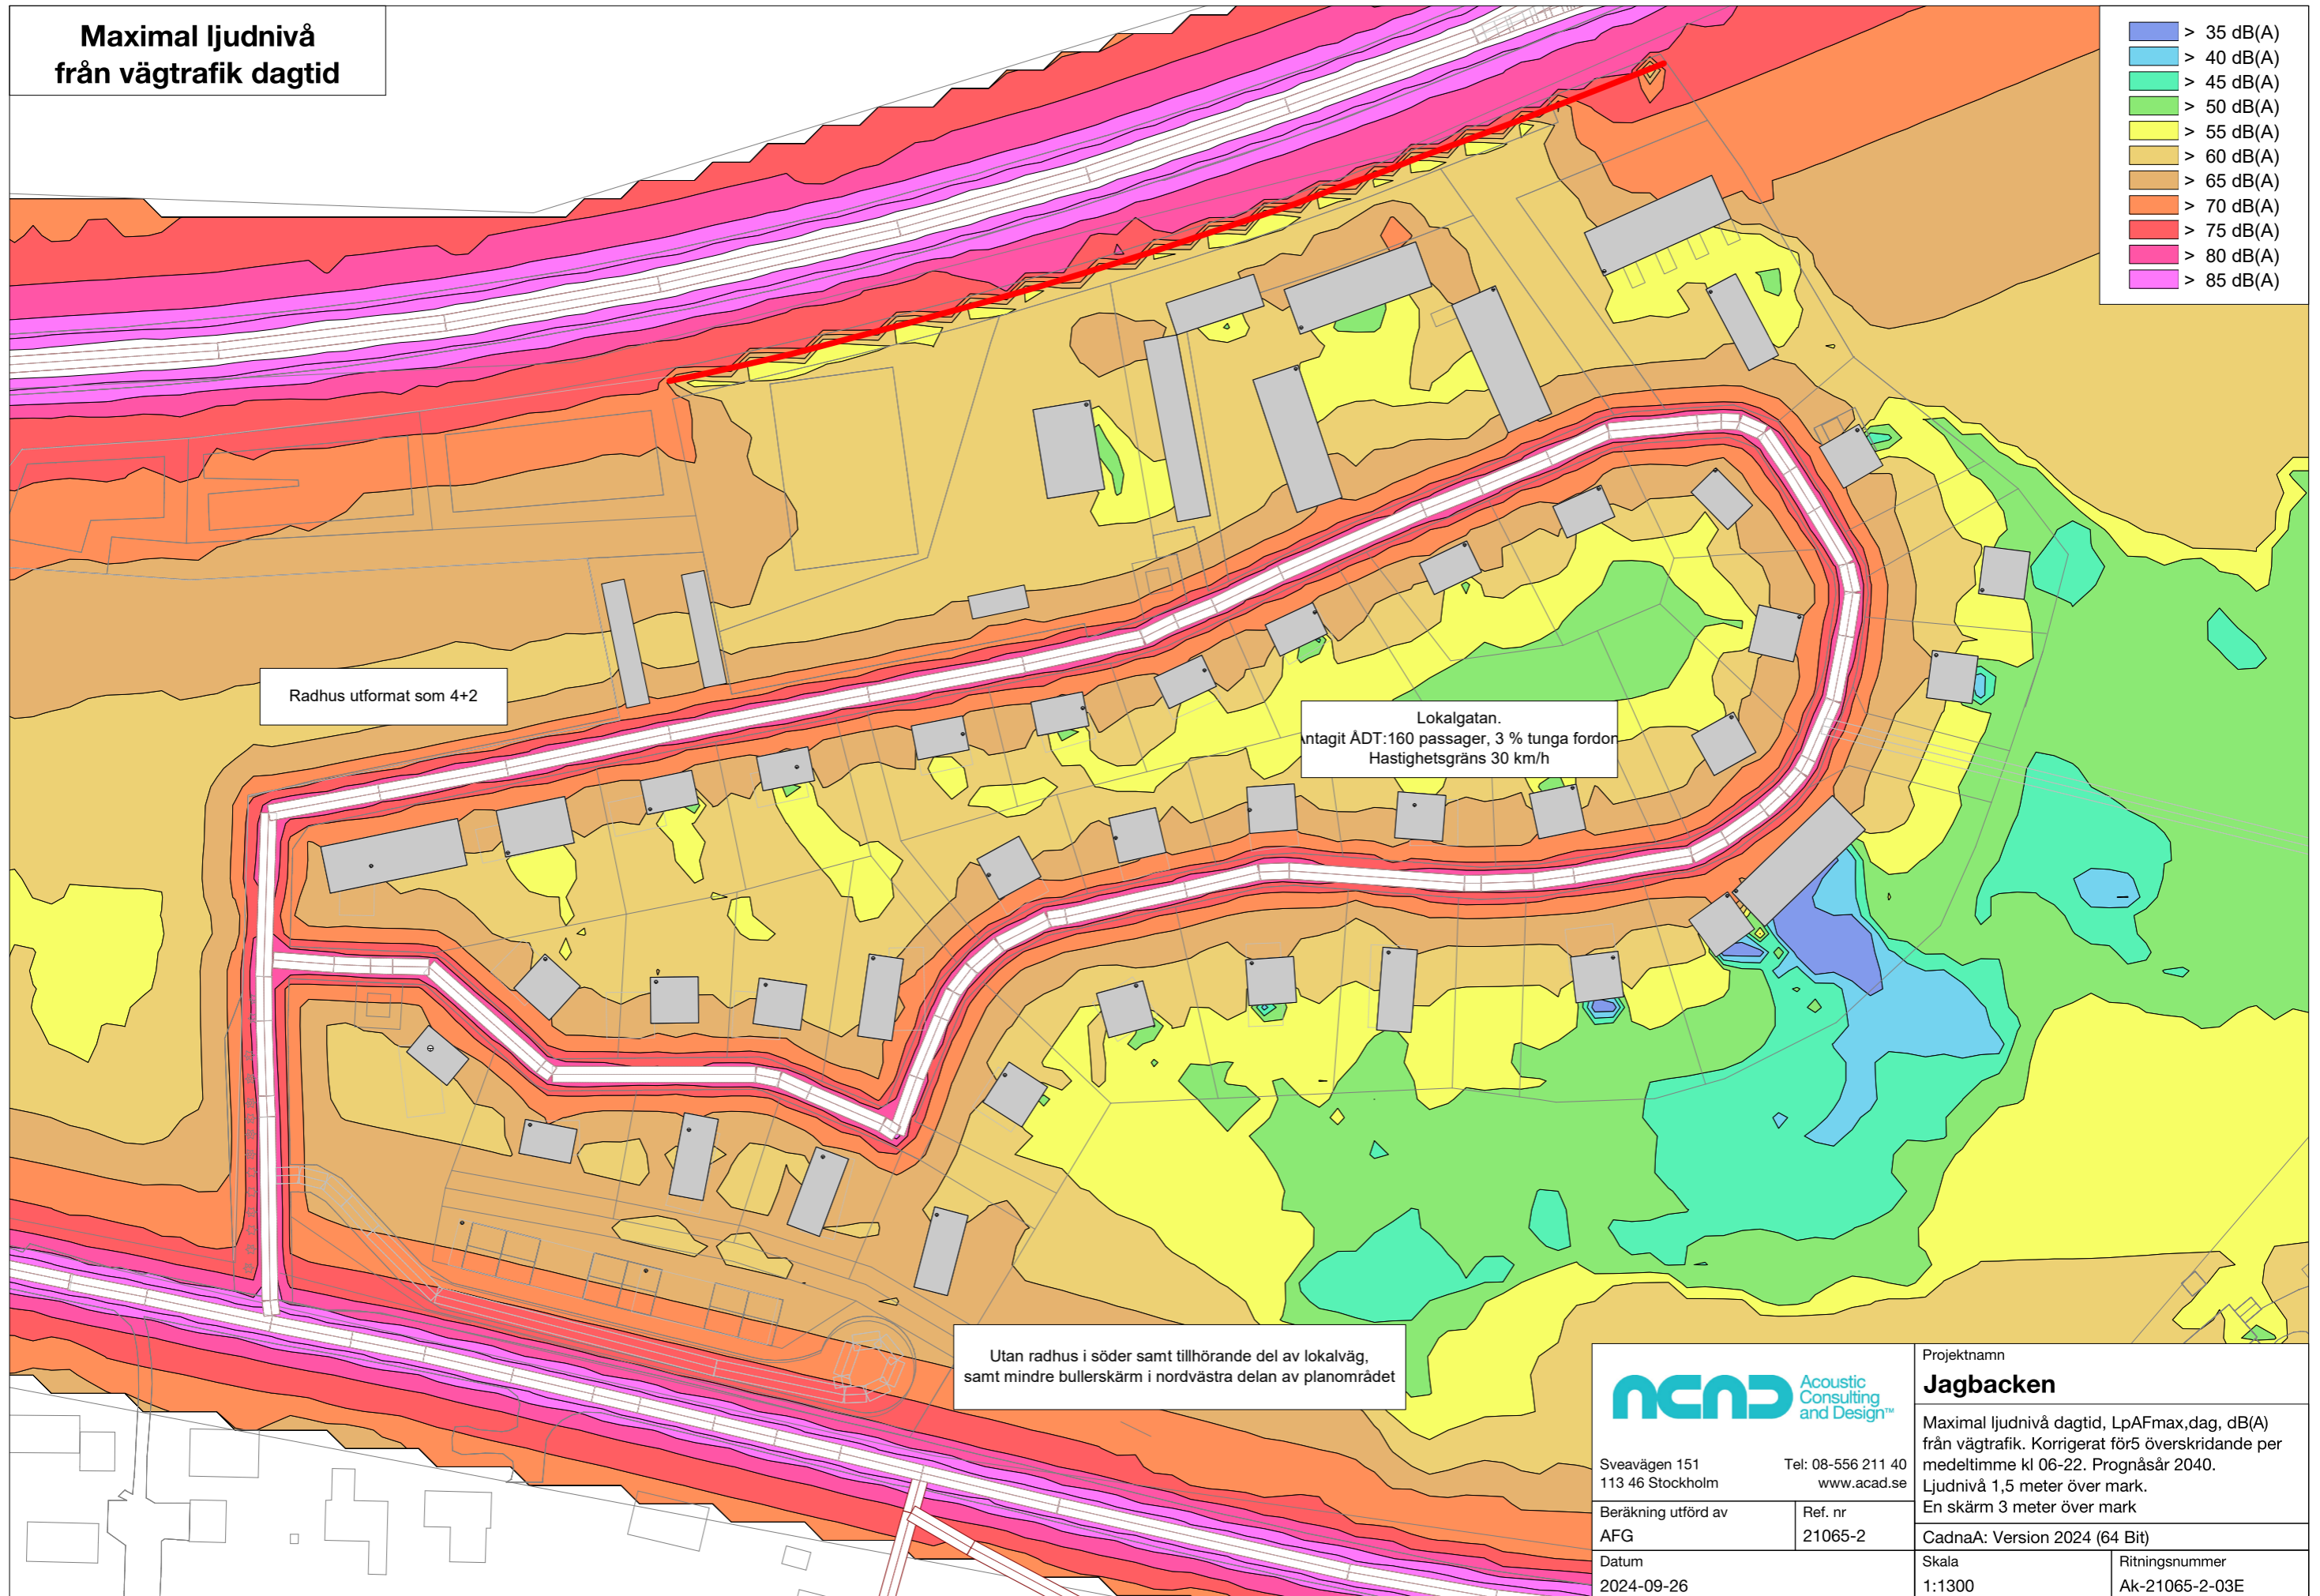 Maximal ljudnivå
från vägtrafik dagtid
> 35 dB(A)
> 40 dB(A)
> 45 dB(A)
> 50 dB(A)
> 55 dB(A)
> 60 dB(A)
> 65 dB(A)
> 70 dB(A)
> 75 dB(A)
> 80 dB(A)
> 85 dB(A)
Radhus utformat som 4+2
Lokalgatan.
ntagit ÅDT:160 passager, 3 % tunga fordon
Hastighetsgräns 30 km/h
Utan radhus i söder samt tillhörande del av lokalväg,
samt mindre bullerskärm i nordvästra delan av planområdet
ACAD Acoustic
Consulting
and Design™
Sveavägen 151 Tel: 08-556 211 40
113 46 Stockholm www.acad.se
Beräkning utförd av
AFG
Ref. nr
21065-2
Datum
2024-09-26
Projektnamn
Jagbacken
Maximal ljudnivå dagtid, LpAFmax,dag, dB(A)
från vägtrafik. Korrigerat för5 överskridande per
medeltimme kl 06-22. Prognåsår 2040.
Ljudnivå 1,5 meter över mark.
En skärm 3 meter över mark
CadnaA: Version 2024 (64 Bit)
Skala
1:1300
Ritningsnummer
Ak-21065-2-03E